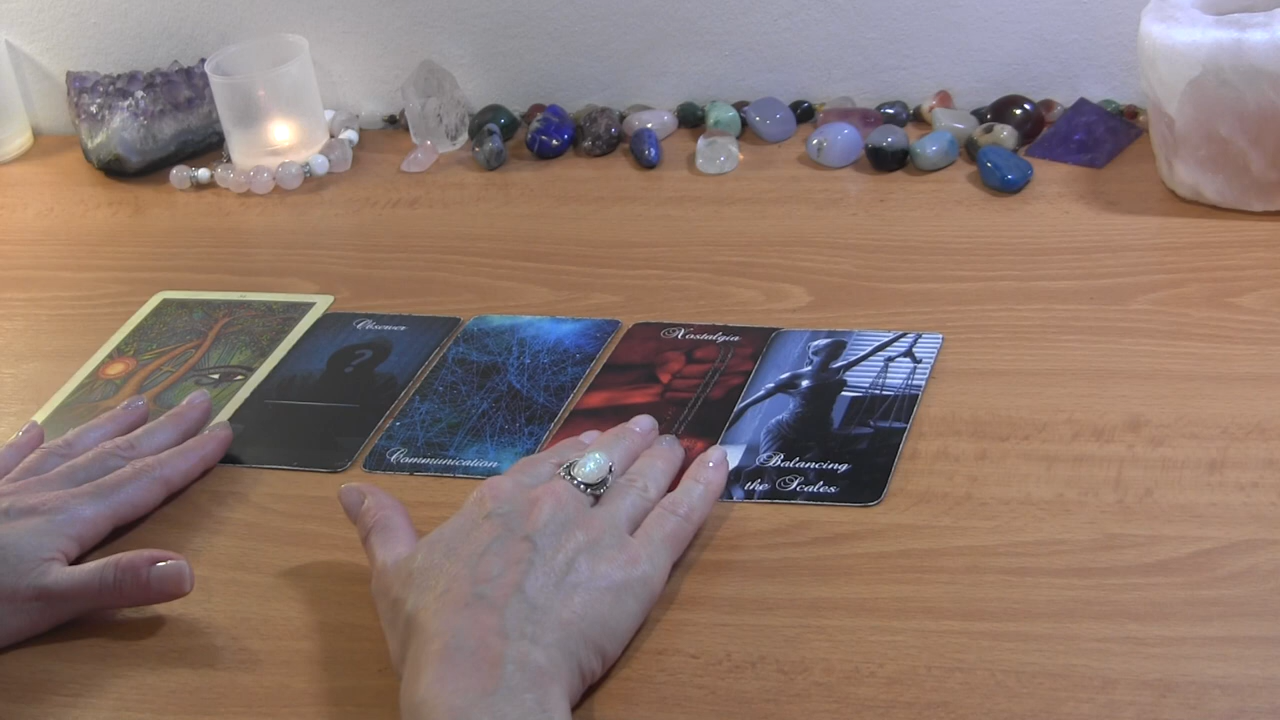 Observer
Communication
Nostalgia
Balancing
the Scales